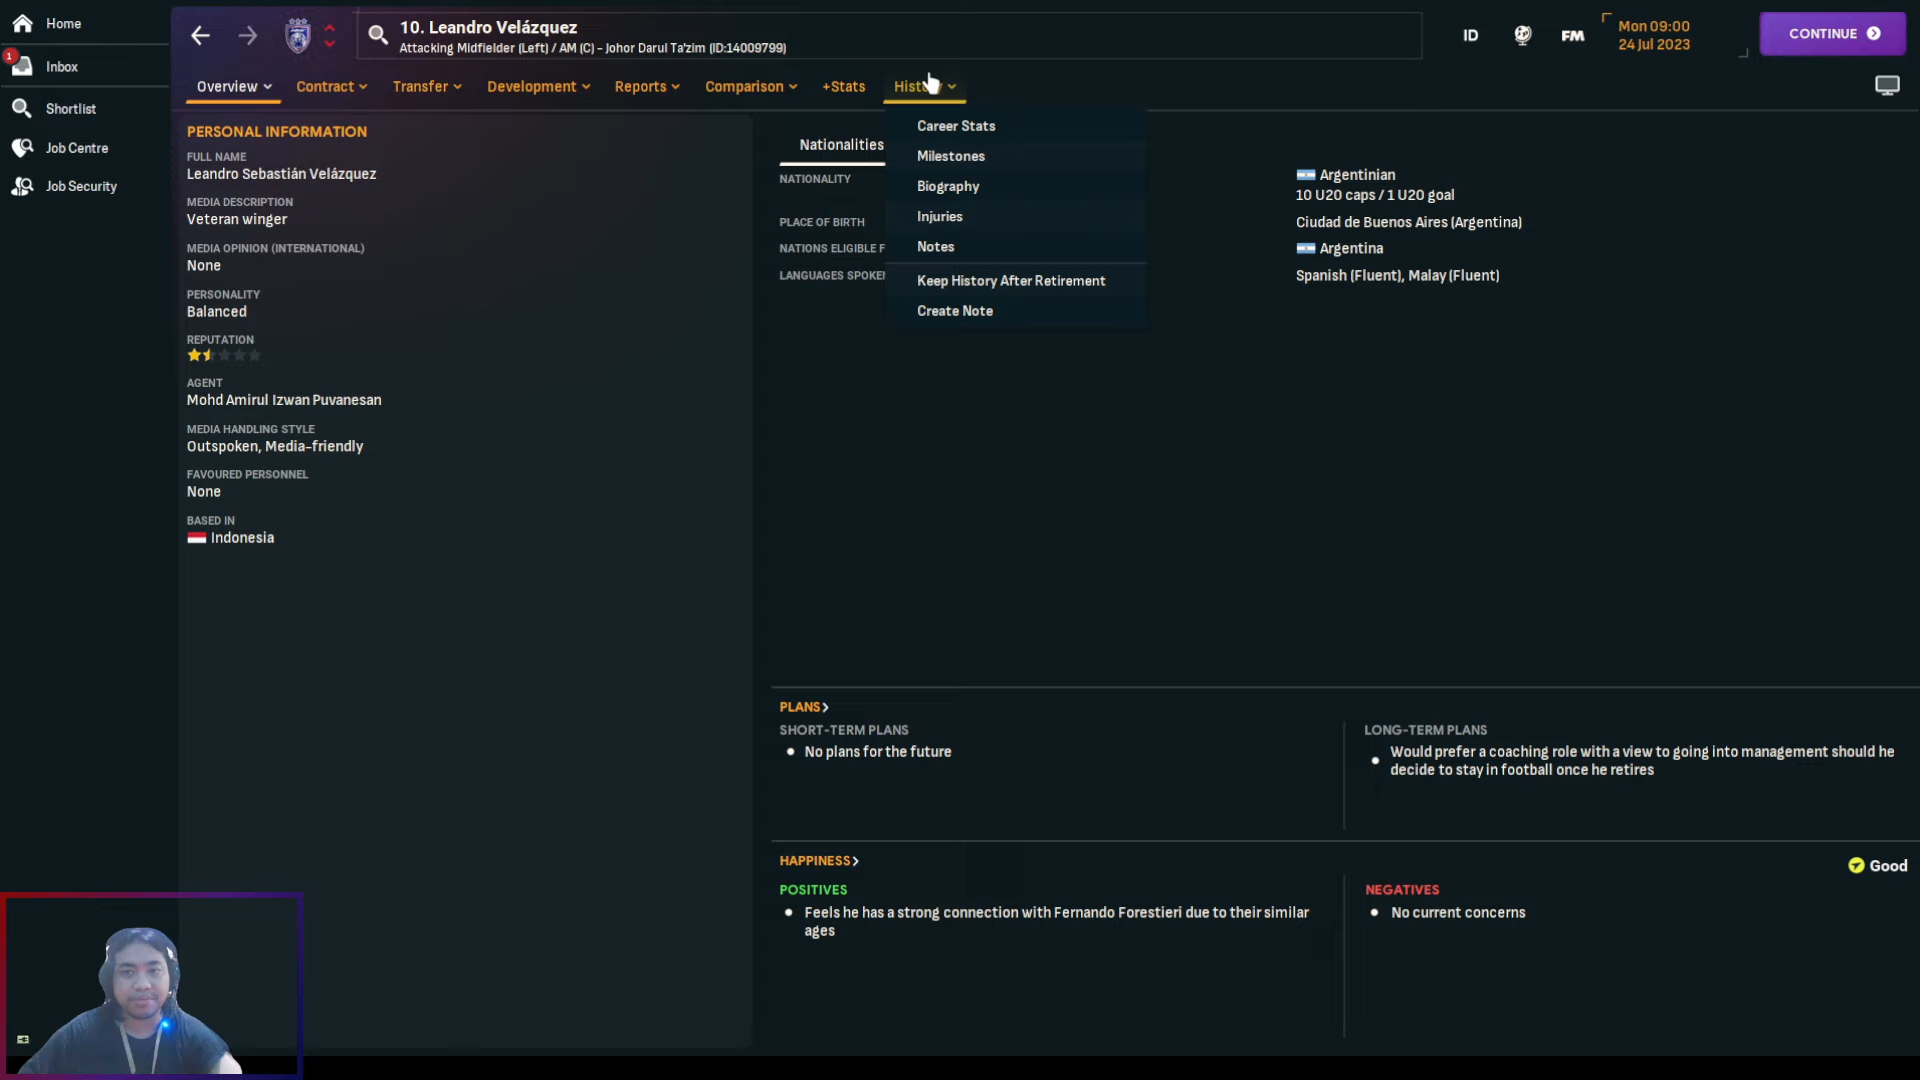 Home
10. Leandro Velázquez
Attacking Midfielder (Left) / AM (C) - Johor Darul Ta'zim (ID:14009799)
ID
FM
Mon 09:00
24 Jul 2023
CONTINUE
1
Inbox
Shortlist
Job Centre
Job Security
Overview
Contract
Transfer
Development
Reports
Comparison
+Stats
Career Stats
Milestones
Biography
Injuries
Notes
Keep History After Retirement
Create Note
PERSONAL INFORMATION
FULL NAME
Leandro Sebastián Velázquez
MEDIA DESCRIPTION
Veteran winger
MEDIA OPINION (INTERNATIONAL)
None
PERSONALITY
Balanced
REPUTATION
AGENT
Mohd Amirul Izwan Puvanesan
MEDIA HANDLING STYLE
Outspoken, Media-friendly
FAVOURED PERSONNEL
None
BASED IN
Indonesia
Nationalities
NATIONALITY
Argentinian
10 U20 caps / 1 U20 goal
PLACE OF BIRTH
Ciudad de Buenos Aires (Argentina)
NATIONS ELIGIBLE F
Argentina
LANGUAGES SPOKEN
Spanish (Fluent), Malay (Fluent)
PLANS
SHORT-TERM PLANS
No plans for the future
LONG-TERM PLANS
Would prefer a coaching role with a view to going into management should he
decide to stay in football once he retires
HAPPINESS
Good
POSITIVES
Feels he has a strong connection with Fernando Forestieri due to their similar
ages
NEGATIVES
No current concerns